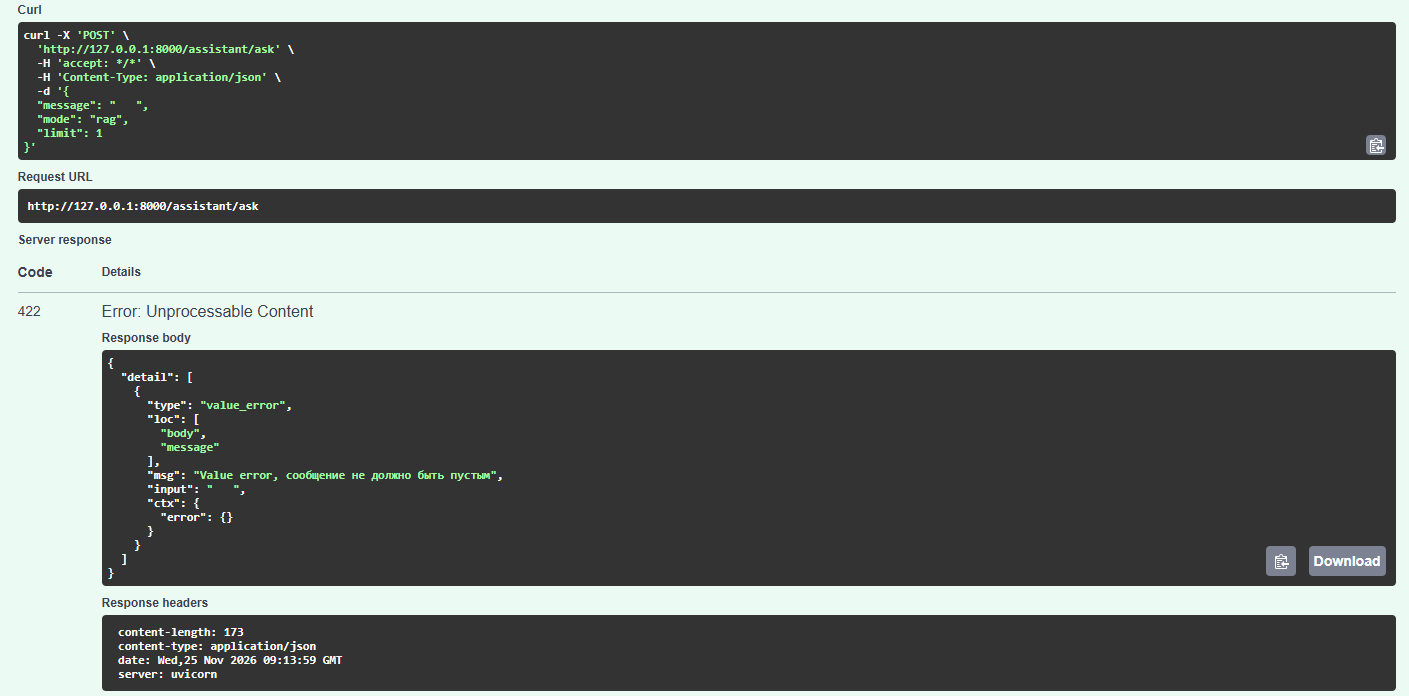 Curl
curl -X 'POST' \
  'http://127.0.0.1:8000/assistant/ask' \
  -H 'accept: */*' \
  -H 'Content-Type: application/json' \
  -d '{
  "message": "   ",
  "mode": "rag",
  "limit": 1
}'
Request URL
http://127.0.0.1:8000/assistant/ask
Server response
Code Details
422 Error: Unprocessable Content
Response body
{
  "detail": [
    {
      "type": "value_error",
      "loc": [
        "body",
        "message"
      ],
      "msg": "Value error, сообщение не должно быть пустым",
      "input": "   ",
      "ctx": {
        "error": {}
      }
    }
  ]
}
Download
Response headers
content-length: 173
content-type: application/json
date: Wed,25 Nov 2026 09:13:59 GMT
server: uvicorn